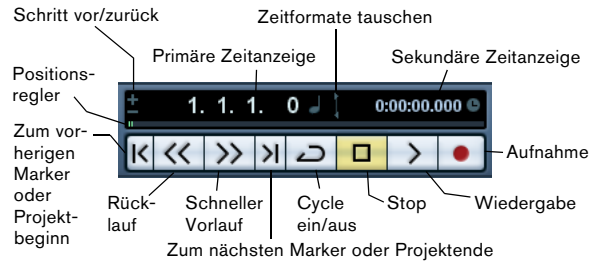 Schritt vor/zurück
Zeitformate tauschen
Primäre Zeitanzeige
Sekundäre Zeitanzeige
Positions-
regler
1. 1. 1. 0
0:00:00.000
Zum vor-
herigen
Marker
oder
Projekt-
beginn
Aufnahme
Rück-
lauf
Schneller
Vorlauf
Cycle
ein/aus
Stop
Wiedergabe
Zum nächsten Marker oder Projektende